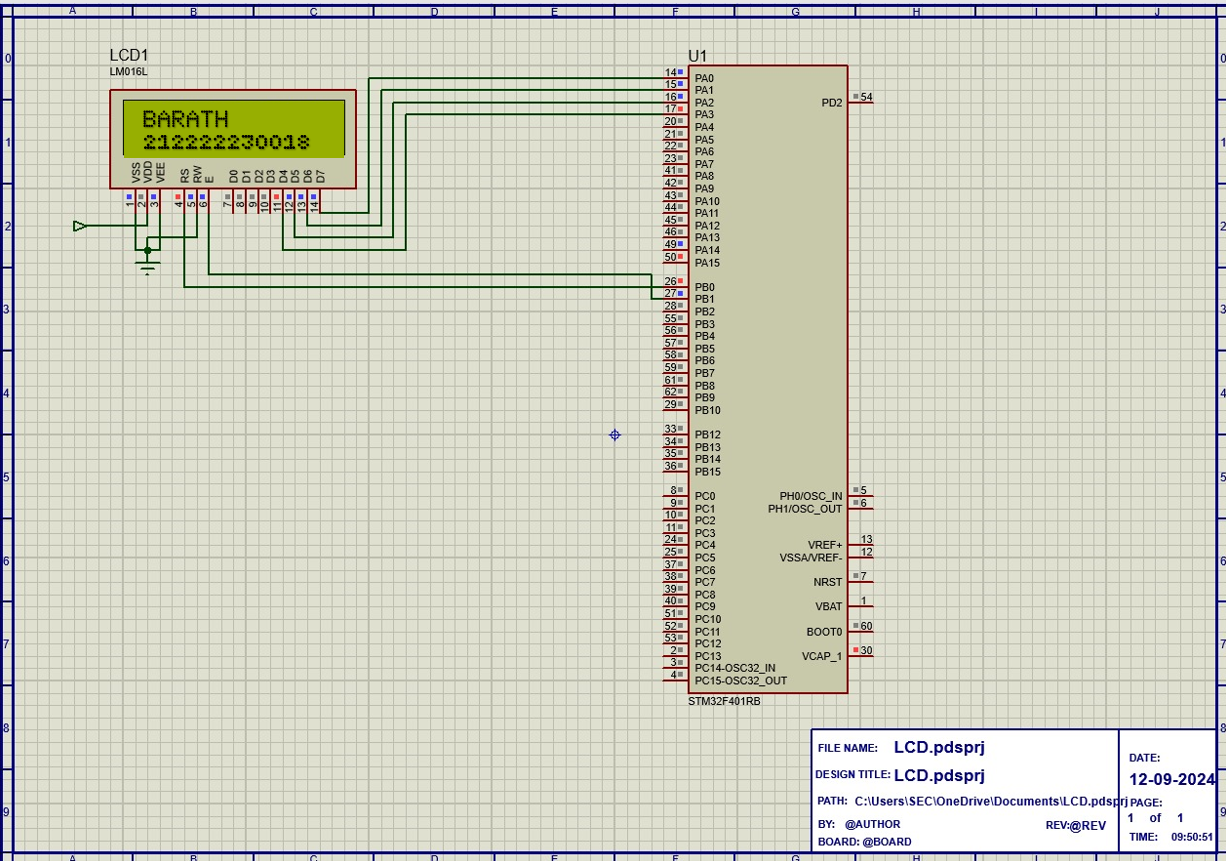 A B C D E F G H I J
0
1
2
3
4
5
6
7
8
9
LCD1
LM016L
BARATH
212222230018
VSS VDD VEE RS RW E D0 D1 D2 D3 D4 D5 D6 D7
1 2 3 4 5 6 7 8 9 10 11 12 13 14
U1
14 PA0
15 PA1
16 PA2
17 PA3
20 PA4
21 PA5
22 PA6
23 PA7
41 PA8
42 PA9
43 PA10
44 PA11
45 PA12
46 PA13
49 PA14
50 PA15
26 PB0
27 PB1
28 PB2
55 PB3
56 PB4
57 PB5
58 PB6
59 PB7
61 PB8
62 PB9
29 PB10
33 PB12
34 PB13
35 PB14
36 PB15
8 PC0
9 PC1
10 PC2
11 PC3
24 PC4
25 PC5
37 PC6
38 PC7
39 PC8
40 PC9
51 PC10
52 PC11
53 PC12
2 PC13
3 PC14-OSC32_IN
4 PC15-OSC32_OUT
PD2 54
PH0/OSC_IN 5
PH1/OSC_OUT 6
VREF+ 13
VSSA/VREF- 12
NRST 7
VBAT 1
BOOT0 60
VCAP_1 30
STM32F401RB
FILE NAME: LCD.pdsprj
DESIGN TITLE: LCD.pdsprj
PATH: C:\Users\SEC\OneDrive\Documents\LCD.pdsprj
BY: @AUTHOR REV:@REV
BOARD: @BOARD
DATE:
12-09-2024
PAGE:
1 of 1
TIME: 09:50:51
0
1
2
3
4
5
6
7
8
9
A B C D E F G H I J